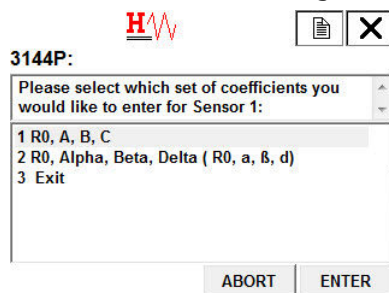 H
3144P:
Please select which set of coefficients you
would like to enter for Sensor 1:
1 R0, A, B, C
2 R0, Alpha, Beta, Delta ( R0, a, ß, d)
3 Exit
ABORT ENTER